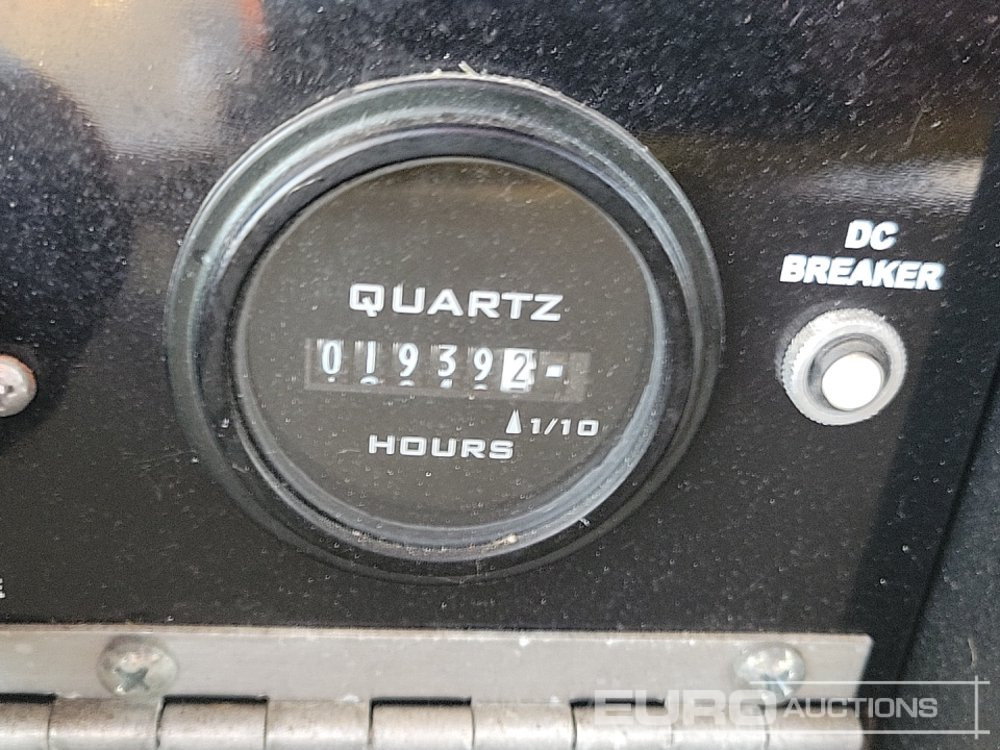 DC
BREAKER
QUARTZ
019392
1/10
HOURS
EURO AUCTIONS